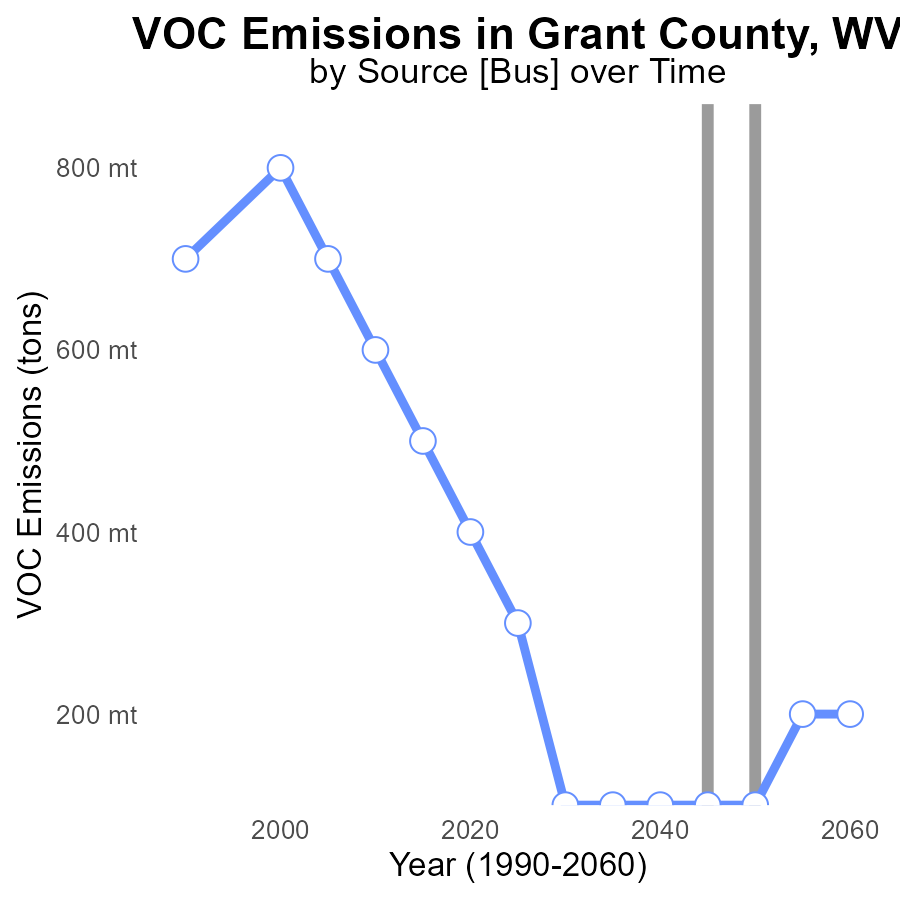 VOC Emissions in Grant County, WV
by Source [Bus] over Time
VOC Emissions (tons)
800 mt
600 mt
400 mt
200 mt
2000
2020
2040
2060
Year (1990-2060)